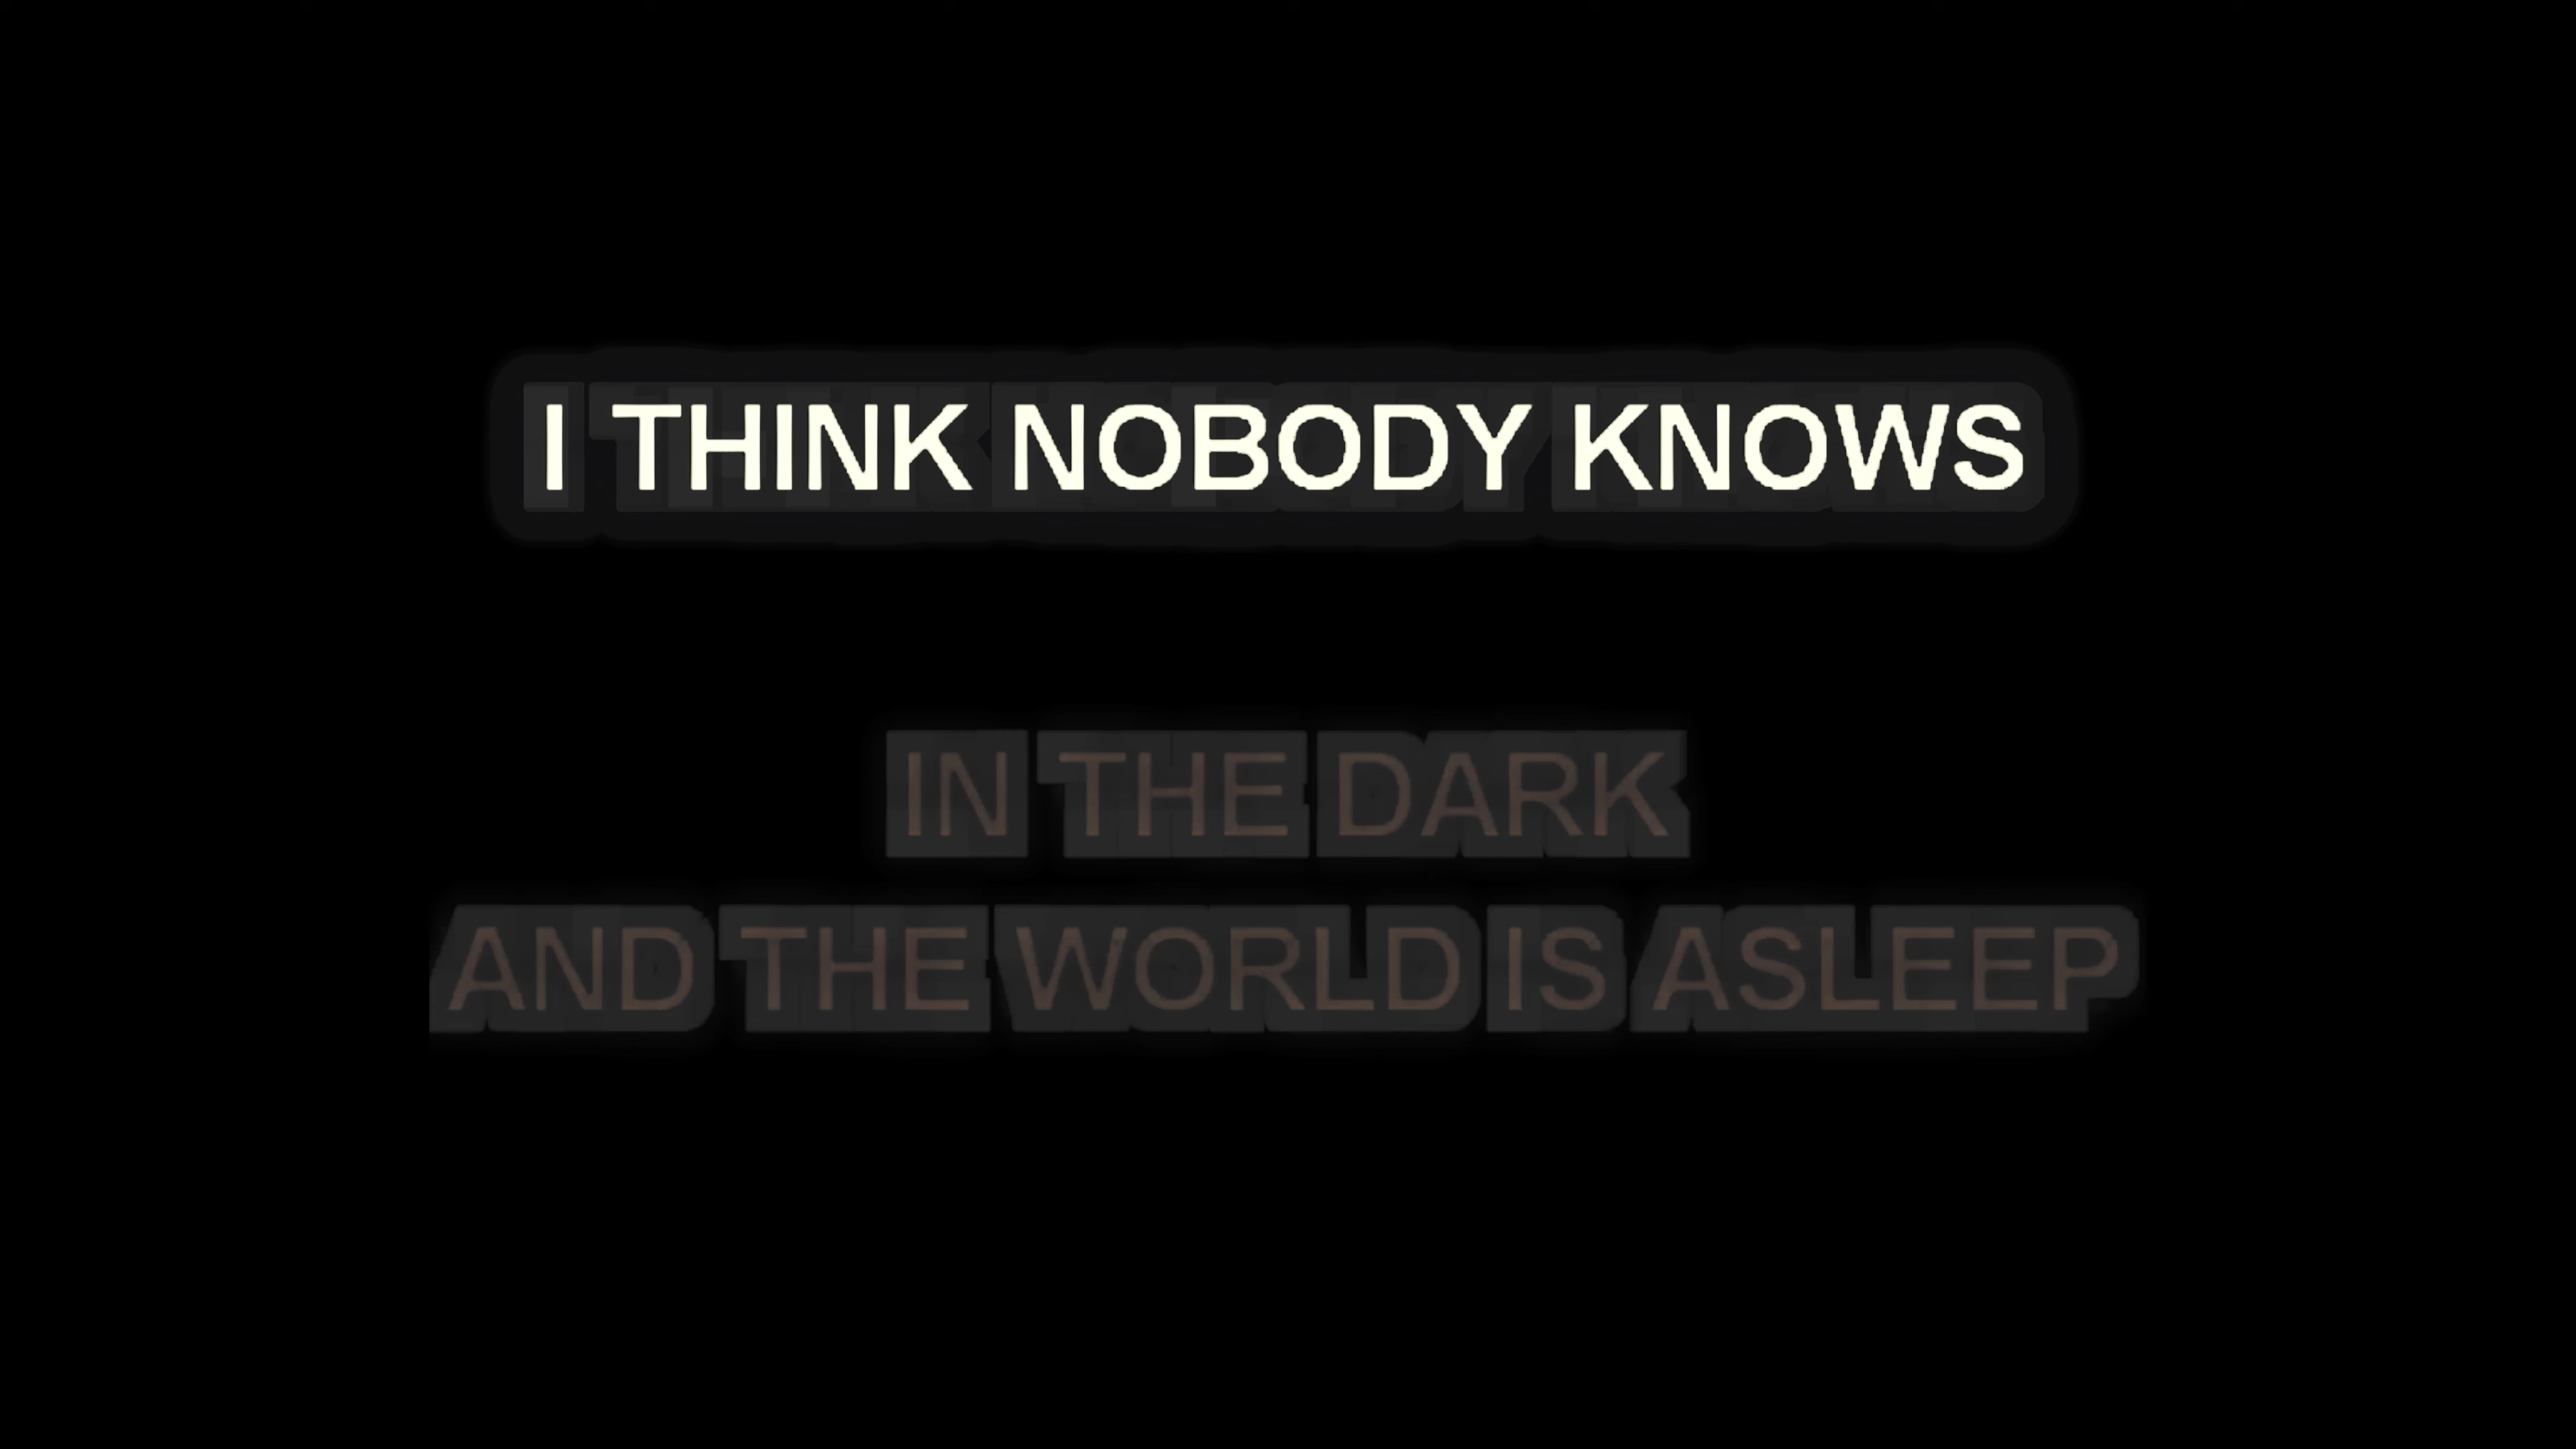 I THINK NOBODY KNOWS
IN THE DARK
AND THE WORLD IS ASLEEP